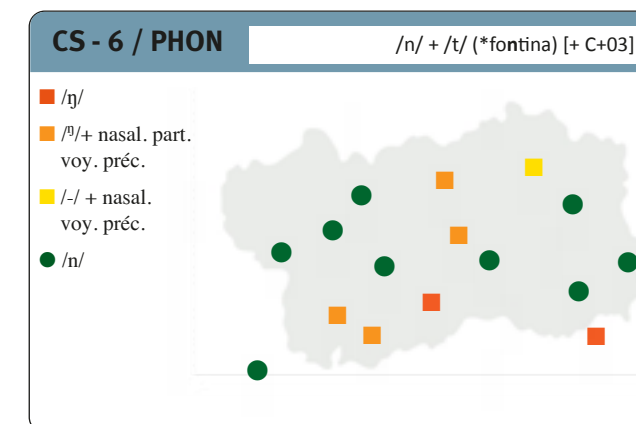 CS - 6 / PHON
/n/ + /t/ (*fontina) [+ C+03]
/ŋ/
/ᵑ/+ nasal. part.
voy. préc.
/-/ + nasal.
voy. préc.
/n/